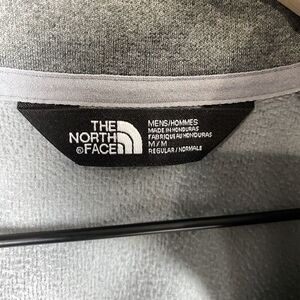 THE
NORTH
®FACE
MENS/HOMMES
MADE IN HONDURAS
FABRIQUÉ AU HONDURAS
M/M
REGULAR/NORMALE